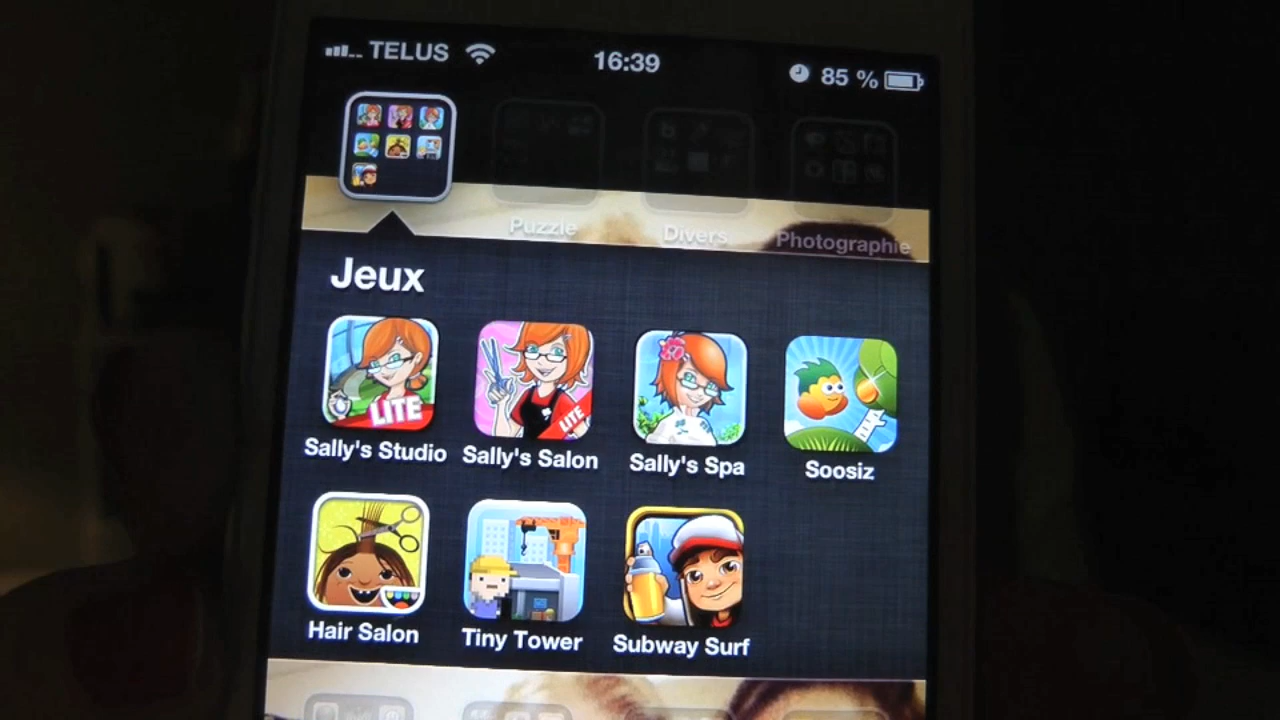 TELUS 16:39 85 %
Puzzle Divers Photographie
Jeux
LITE LITE
Sally's Studio Sally's Salon Sally's Spa Soosiz
Hair Salon Tiny Tower Subway Surf